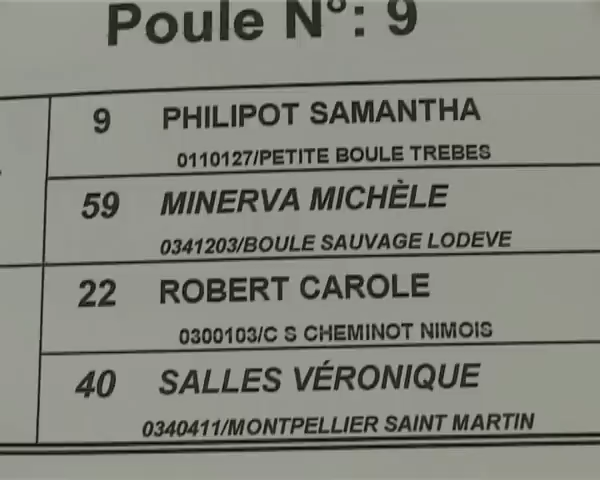 Poule N°: 9
9 PHILIPOT SAMANTHA
0110127/PETITE BOULE TREBES
59 MINERVA MICHÈLE
0341203/BOULE SAUVAGE LODEVE
22 ROBERT CAROLE
0300103/C S CHEMINOT NIMOIS
40 SALLES VÉRONIQUE
0340411/MONTPELLIER SAINT MARTIN